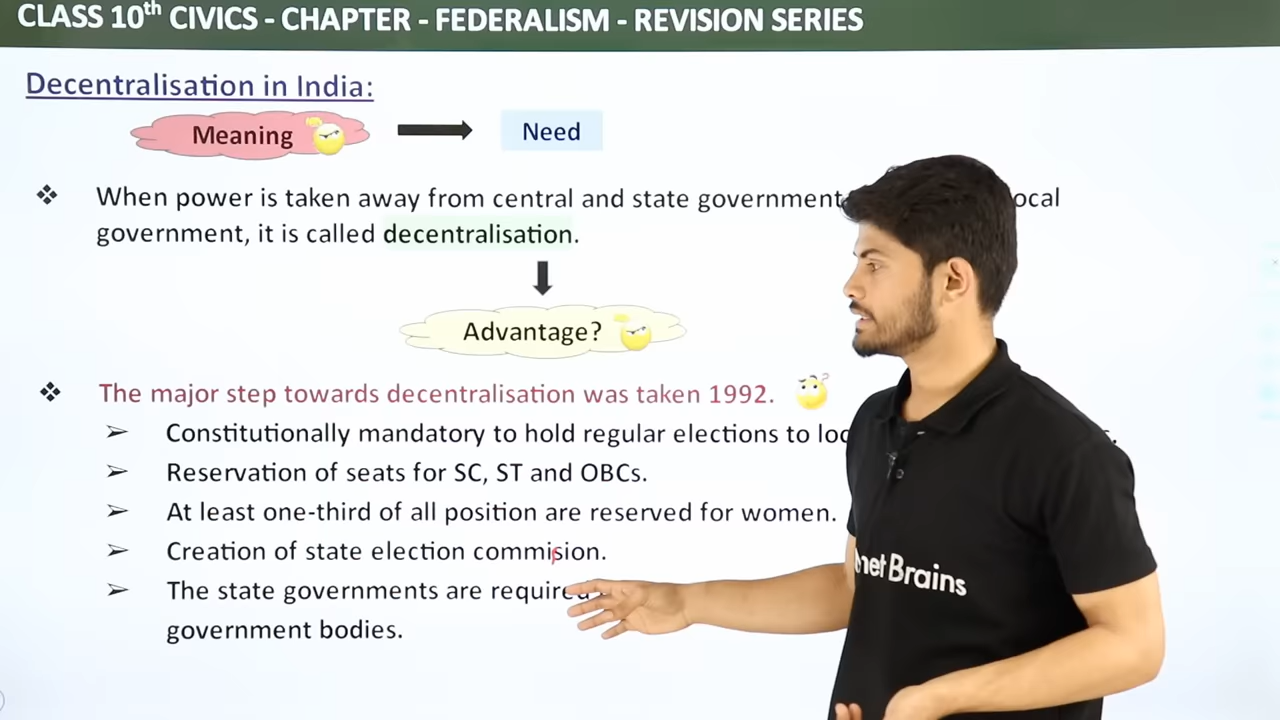 CLASS 10th CIVICS - CHAPTER - FEDERALISM - REVISION SERIES
Decentralisation in India:
Meaning
Need
When power is taken away from central and state government
government, it is called decentralisation.
Advantage?
The major step towards decentralisation was taken 1992.
Constitutionally mandatory to hold regular elections to
Reservation of seats for SC, ST and OBCs.
At least one-third of all position are reserved for women.
Creation of state election commision.
The state governments are required
government bodies.
Brains